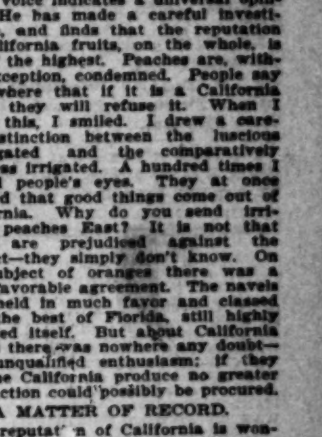 voice indicates a universal opin-
He has made a careful investi-
, and finds that the reputation
lifornia fruits, on the whole, is
the highest. Peaches are, with-
ception, condemned. People say
where that if it is a California
they will refuse it. When I
this, I smiled. I drew a care-
stinction between the luscious
gated and the comparatively
ss irrigated. A hundred times I
people's eyes. They at once
d that good things come out of
rnia. Why do you send irri-
peaches East? It is not that
are prejudiced against the
ct—they simply don't know. On
ubject of oranges there was a
favorable agreement. The navels
held in much favor and classed
the best of Florida, still highly
ed itself. But about California
there was nowhere any doubt—
unqualified enthusiasm; if they
e California produce no greater
ction could possibly be procured.
A MATTER OF RECORD.
reputat n of California is won-